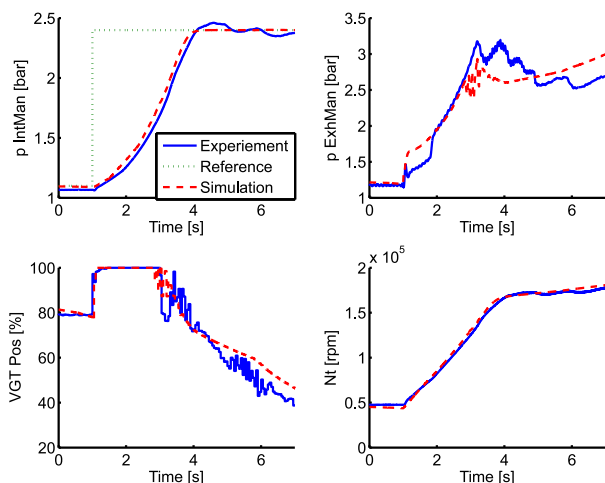 2.5
2
1.5
1
p IntMan [bar]
0 2 4 6
Time [s]
Experiement
Reference
Simulation
3.5
3
2.5
2
1.5
1
p ExhMan [bar]
0 2 4 6
Time [s]
100
80
60
40
20
VGT Pos [%]
0 2 4 6
Time [s]
x 10^5
2
1.5
1
0.5
0
Nt [rpm]
0 2 4 6
Time [s]